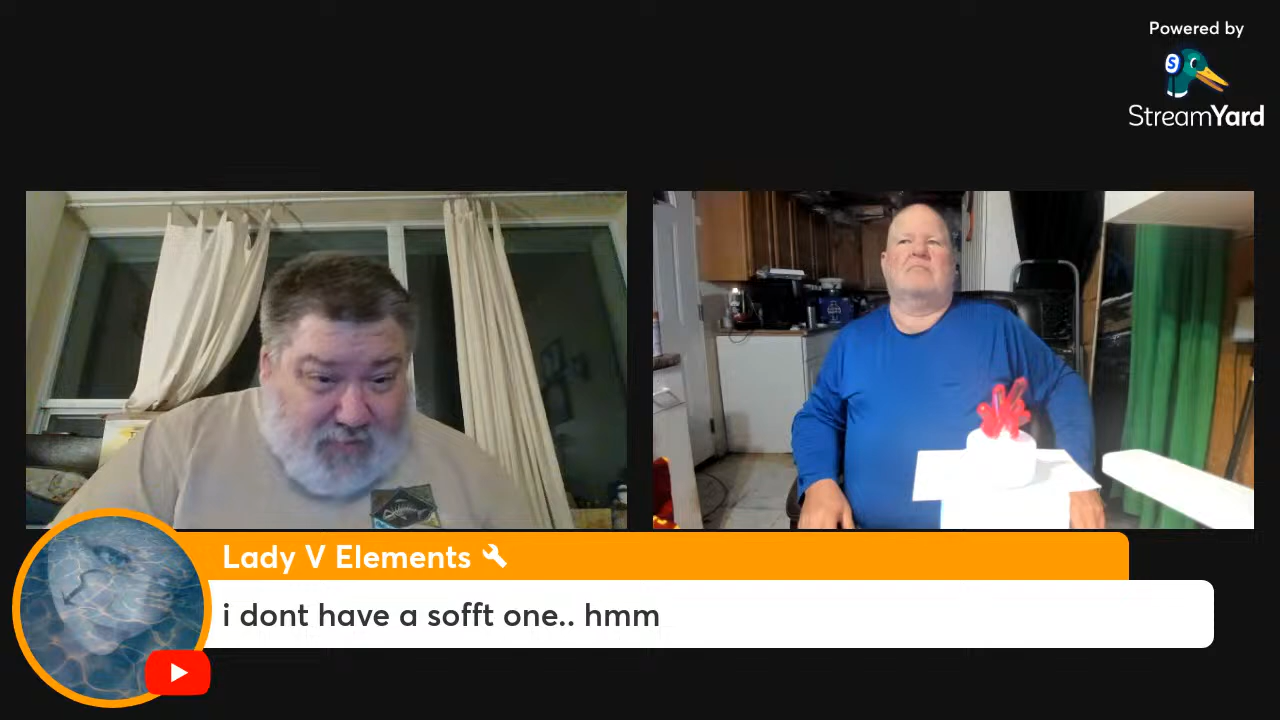 Powered by
StreamYard
Lady V Elements
i dont have a sofft one.. hmm